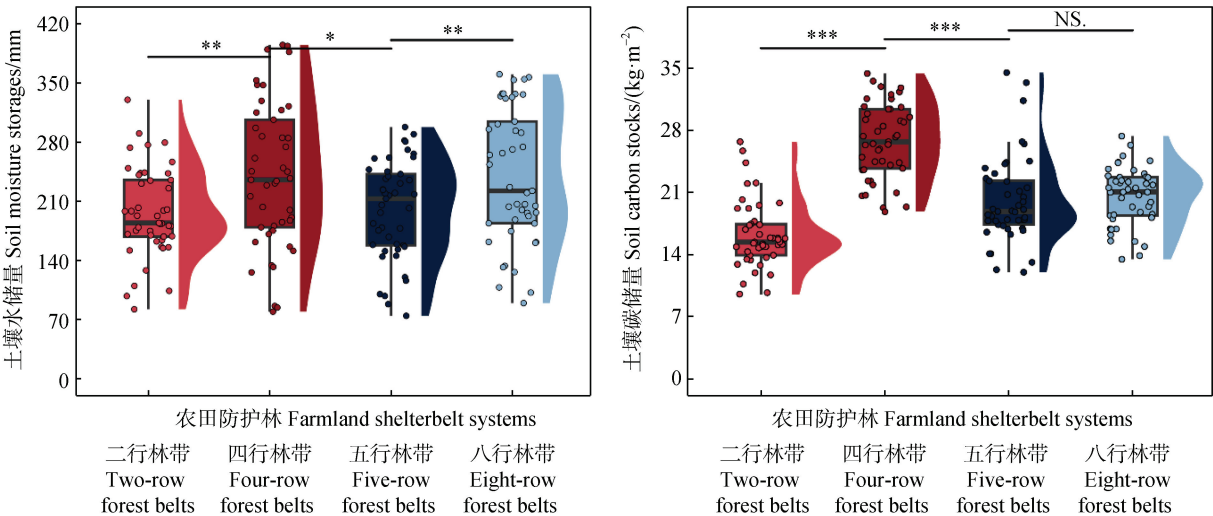 土壤水储量 Soil moisture storages/mm
420
350
280
210
140
70
0
**
*
**
农田防护林 Farmland shelterbelt systems
二行林带 四行林带 五行林带 八行林带
Two-row Four-row Five-row Eight-row
forest belts forest belts forest belts forest belts
土壤碳储量 Soil carbon stocks/(kg·m⁻²)
35
28
21
14
7
0
***
***
NS.
农田防护林 Farmland shelterbelt systems
二行林带 四行林带 五行林带 八行林带
Two-row Four-row Five-row Eight-row
forest belts forest belts forest belts forest belts